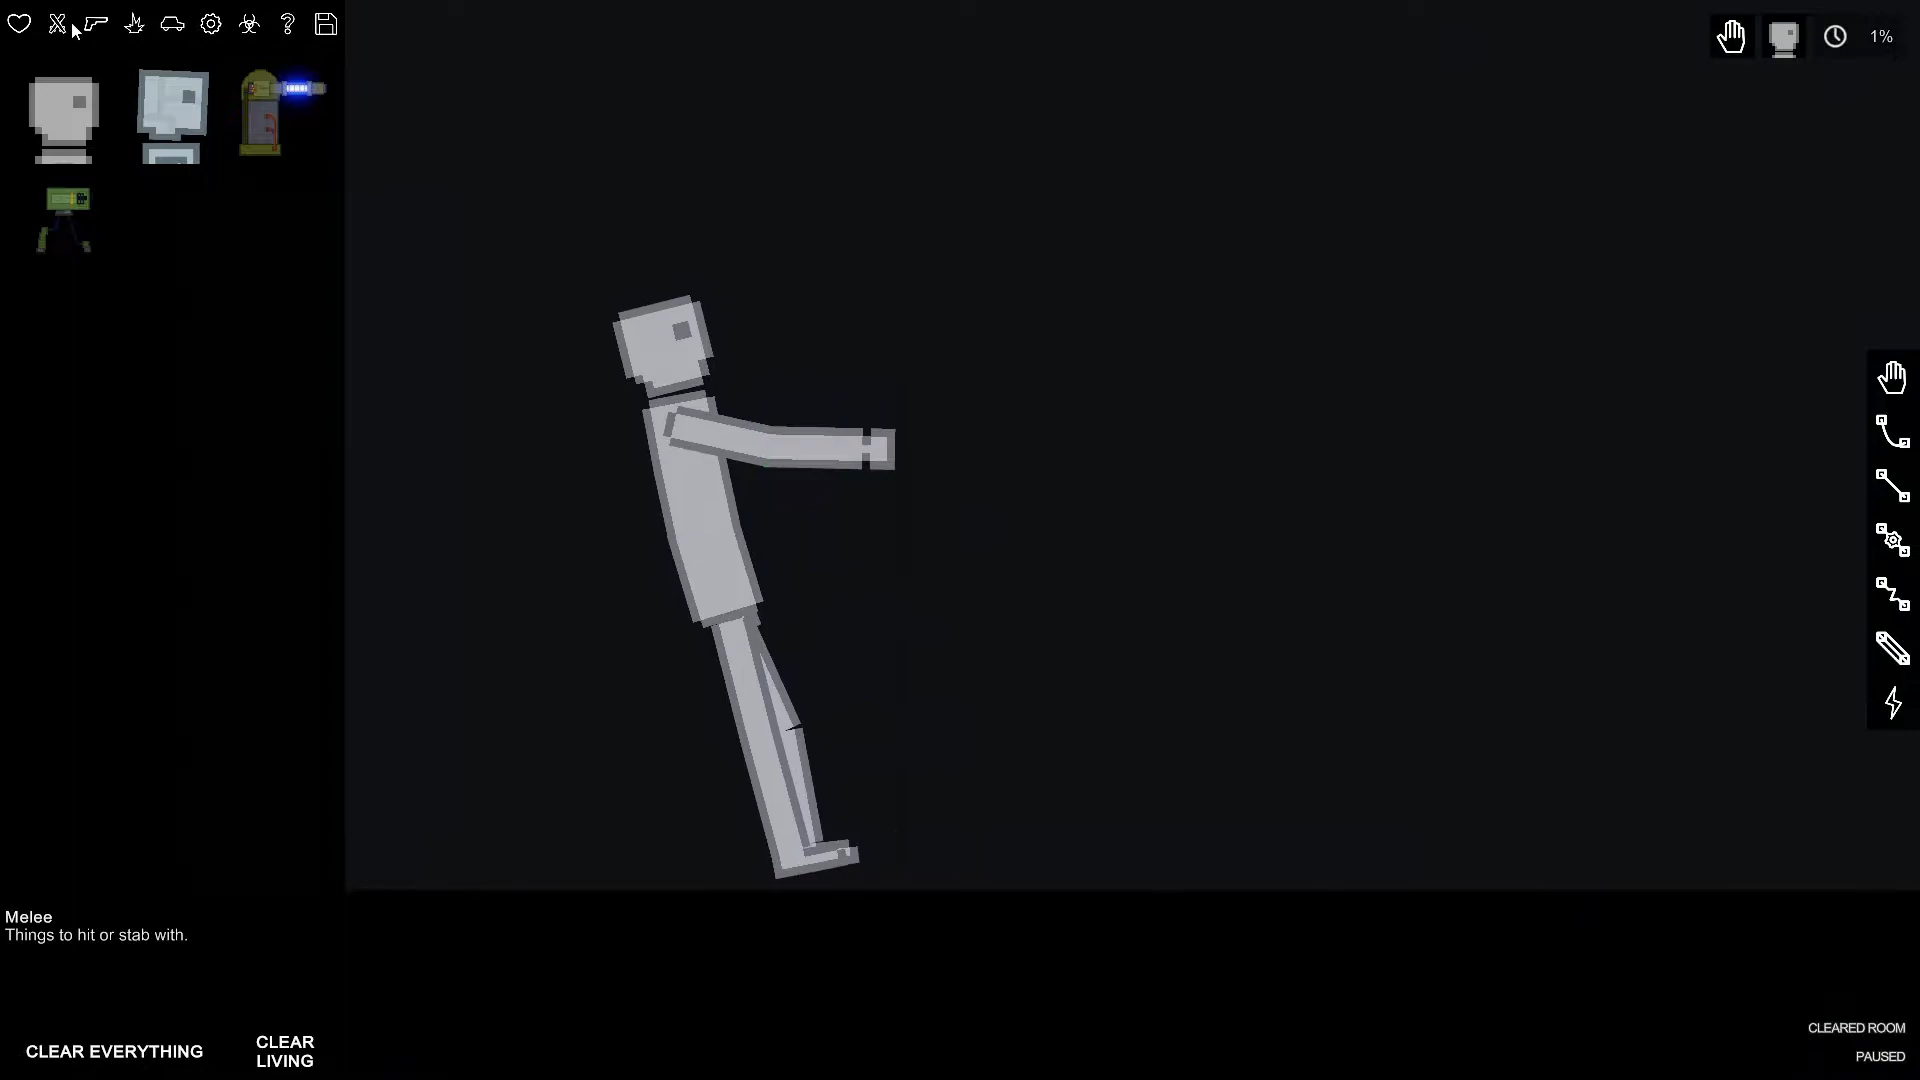 1%
Melee
Things to hit or stab with.
CLEAR EVERYTHING
CLEAR
LIVING
CLEARED ROOM
PAUSED